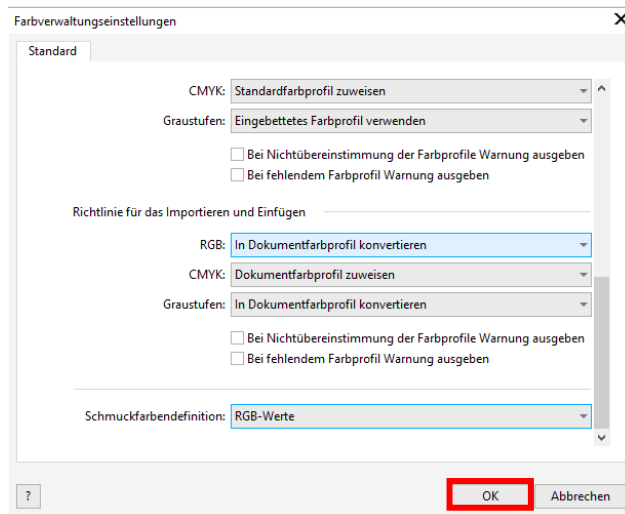 Farbverwaltungseinstellungen X
Standard
CMYK: Standardfarbprofil zuweisen
Graustufen: Eingebettetes Farbprofil verwenden
Bei Nichtübereinstimmung der Farbprofile Warnung ausgeben
Bei fehlendem Farbprofil Warnung ausgeben
Richtlinie für das Importieren und Einfügen
RGB: In Dokumentfarbprofil konvertieren
CMYK: Dokumentfarbprofil zuweisen
Graustufen: In Dokumentfarbprofil konvertieren
Bei Nichtübereinstimmung der Farbprofile Warnung ausgeben
Bei fehlendem Farbprofil Warnung ausgeben
Schmuckfarbendefinition: RGB-Werte
? OK Abbrechen